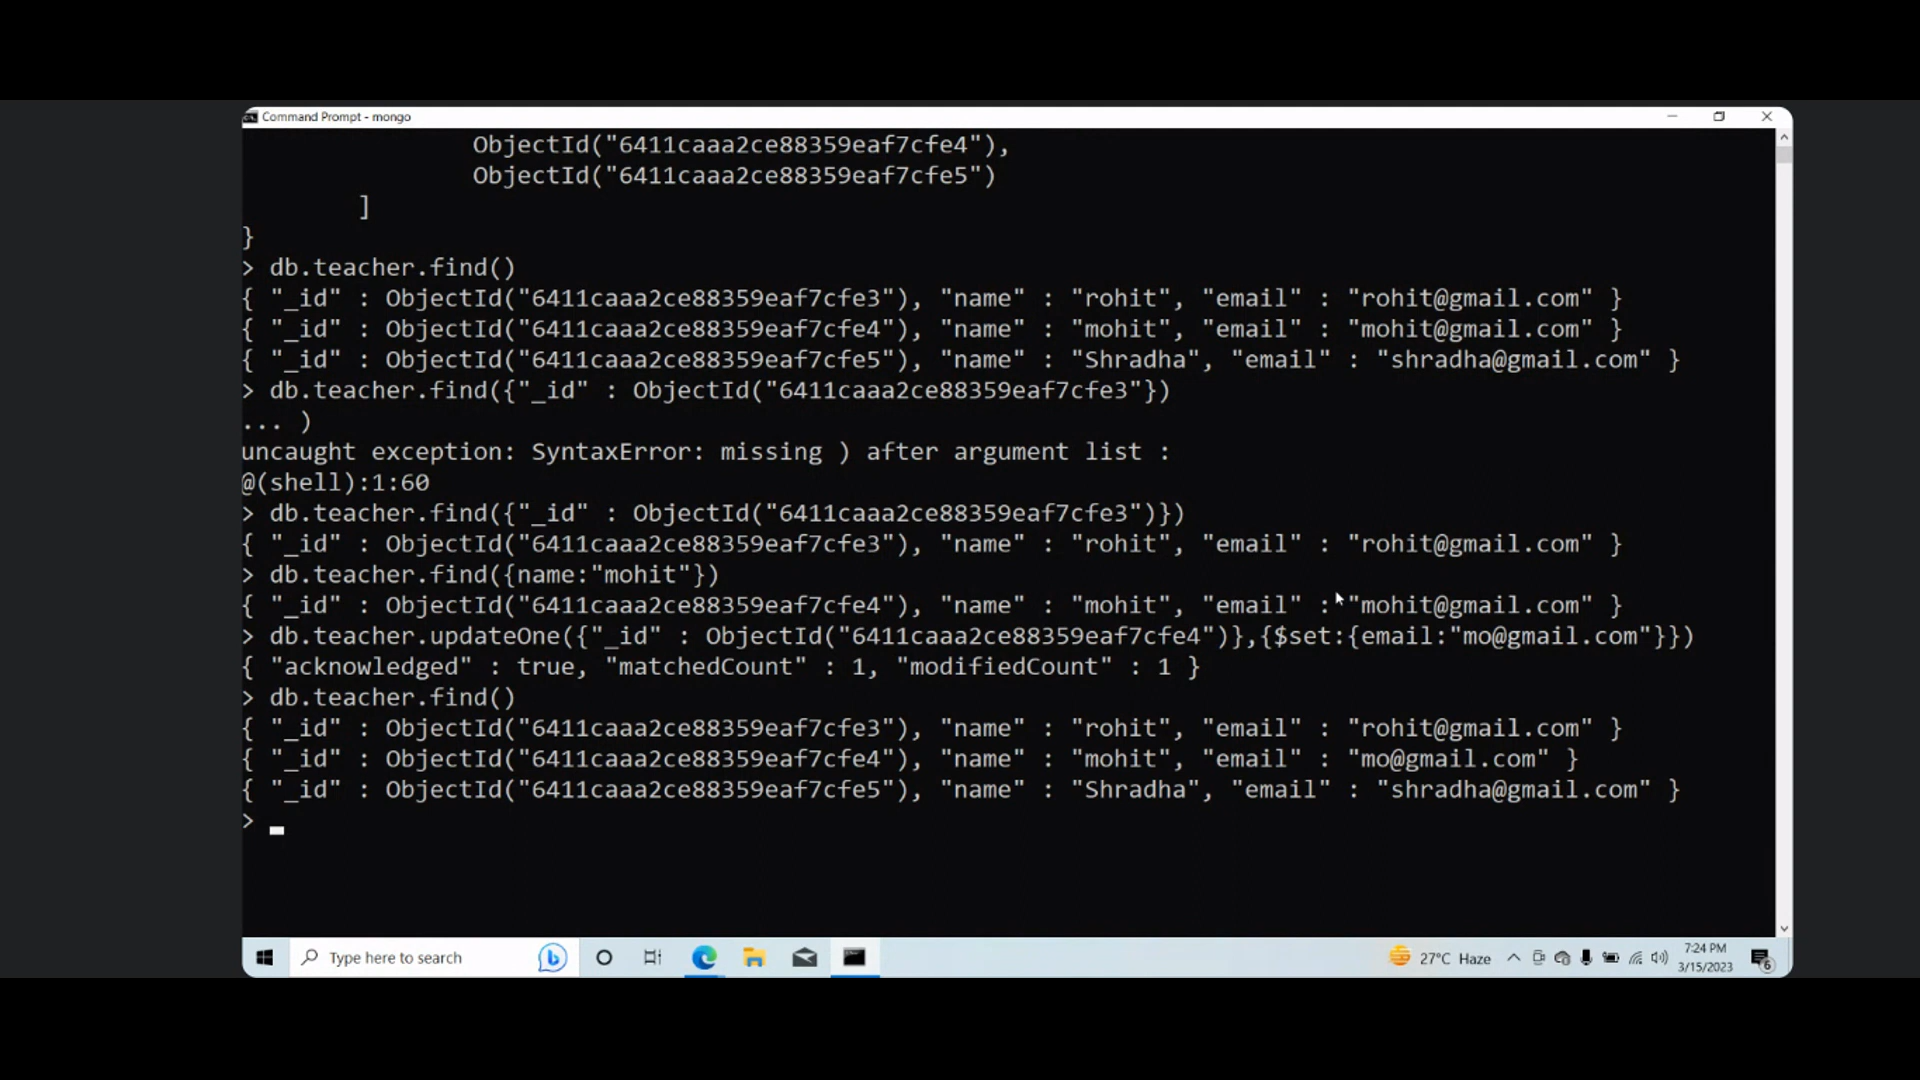 Command Prompt - mongo
ObjectId("6411caaa2ce88359eaf7cfe4"),
ObjectId("6411caaa2ce88359eaf7cfe5")
]
}
> db.teacher.find()
{ "_id" : ObjectId("6411caaa2ce88359eaf7cfe3"), "name" : "rohit", "email" : "rohit@gmail.com" }
{ "_id" : ObjectId("6411caaa2ce88359eaf7cfe4"), "name" : "mohit", "email" : "mohit@gmail.com" }
{ "_id" : ObjectId("6411caaa2ce88359eaf7cfe5"), "name" : "Shradha", "email" : "shradha@gmail.com" }
> db.teacher.find({"_id" : ObjectId("6411caaa2ce88359eaf7cfe3"})
... )
uncaught exception: SyntaxError: missing ) after argument list :
@(shell):1:60
> db.teacher.find({"_id" : ObjectId("6411caaa2ce88359eaf7cfe3")})
{ "_id" : ObjectId("6411caaa2ce88359eaf7cfe3"), "name" : "rohit", "email" : "rohit@gmail.com" }
> db.teacher.find({name:"mohit"})
{ "_id" : ObjectId("6411caaa2ce88359eaf7cfe4"), "name" : "mohit", "email" : "mohit@gmail.com" }
> db.teacher.updateOne({"_id" : ObjectId("6411caaa2ce88359eaf7cfe4")},{$set:{email:"mo@gmail.com"}})
{ "acknowledged" : true, "matchedCount" : 1, "modifiedCount" : 1 }
> db.teacher.find()
{ "_id" : ObjectId("6411caaa2ce88359eaf7cfe3"), "name" : "rohit", "email" : "rohit@gmail.com" }
{ "_id" : ObjectId("6411caaa2ce88359eaf7cfe4"), "name" : "mohit", "email" : "mo@gmail.com" }
{ "_id" : ObjectId("6411caaa2ce88359eaf7cfe5"), "name" : "Shradha", "email" : "shradha@gmail.com" }
>
Type here to search
27°C Haze
7:24 PM
3/15/2023
6